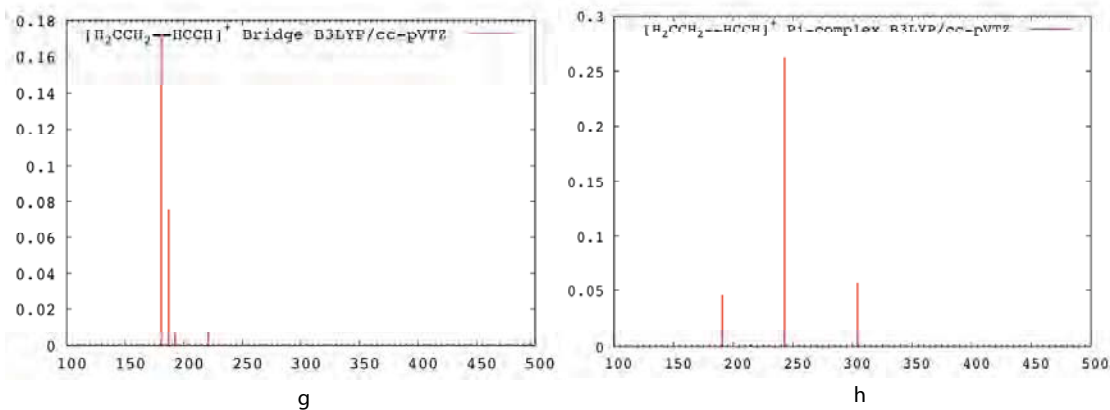 0.18
[H₂CCH₂--HCCH]⁺ Bridge B3LYP/cc-pVTZ
0.16
0.14
0.12
0.1
0.08
0.06
0.04
0.02
0
100 150 200 250 300 350 400 450 500
g
0.3
[H₂CCH₂--HCCH]⁺ Pi-complex B3LYP/cc-pVTZ
0.25
0.2
0.15
0.1
0.05
0
100 150 200 250 300 350 400 450 500
h